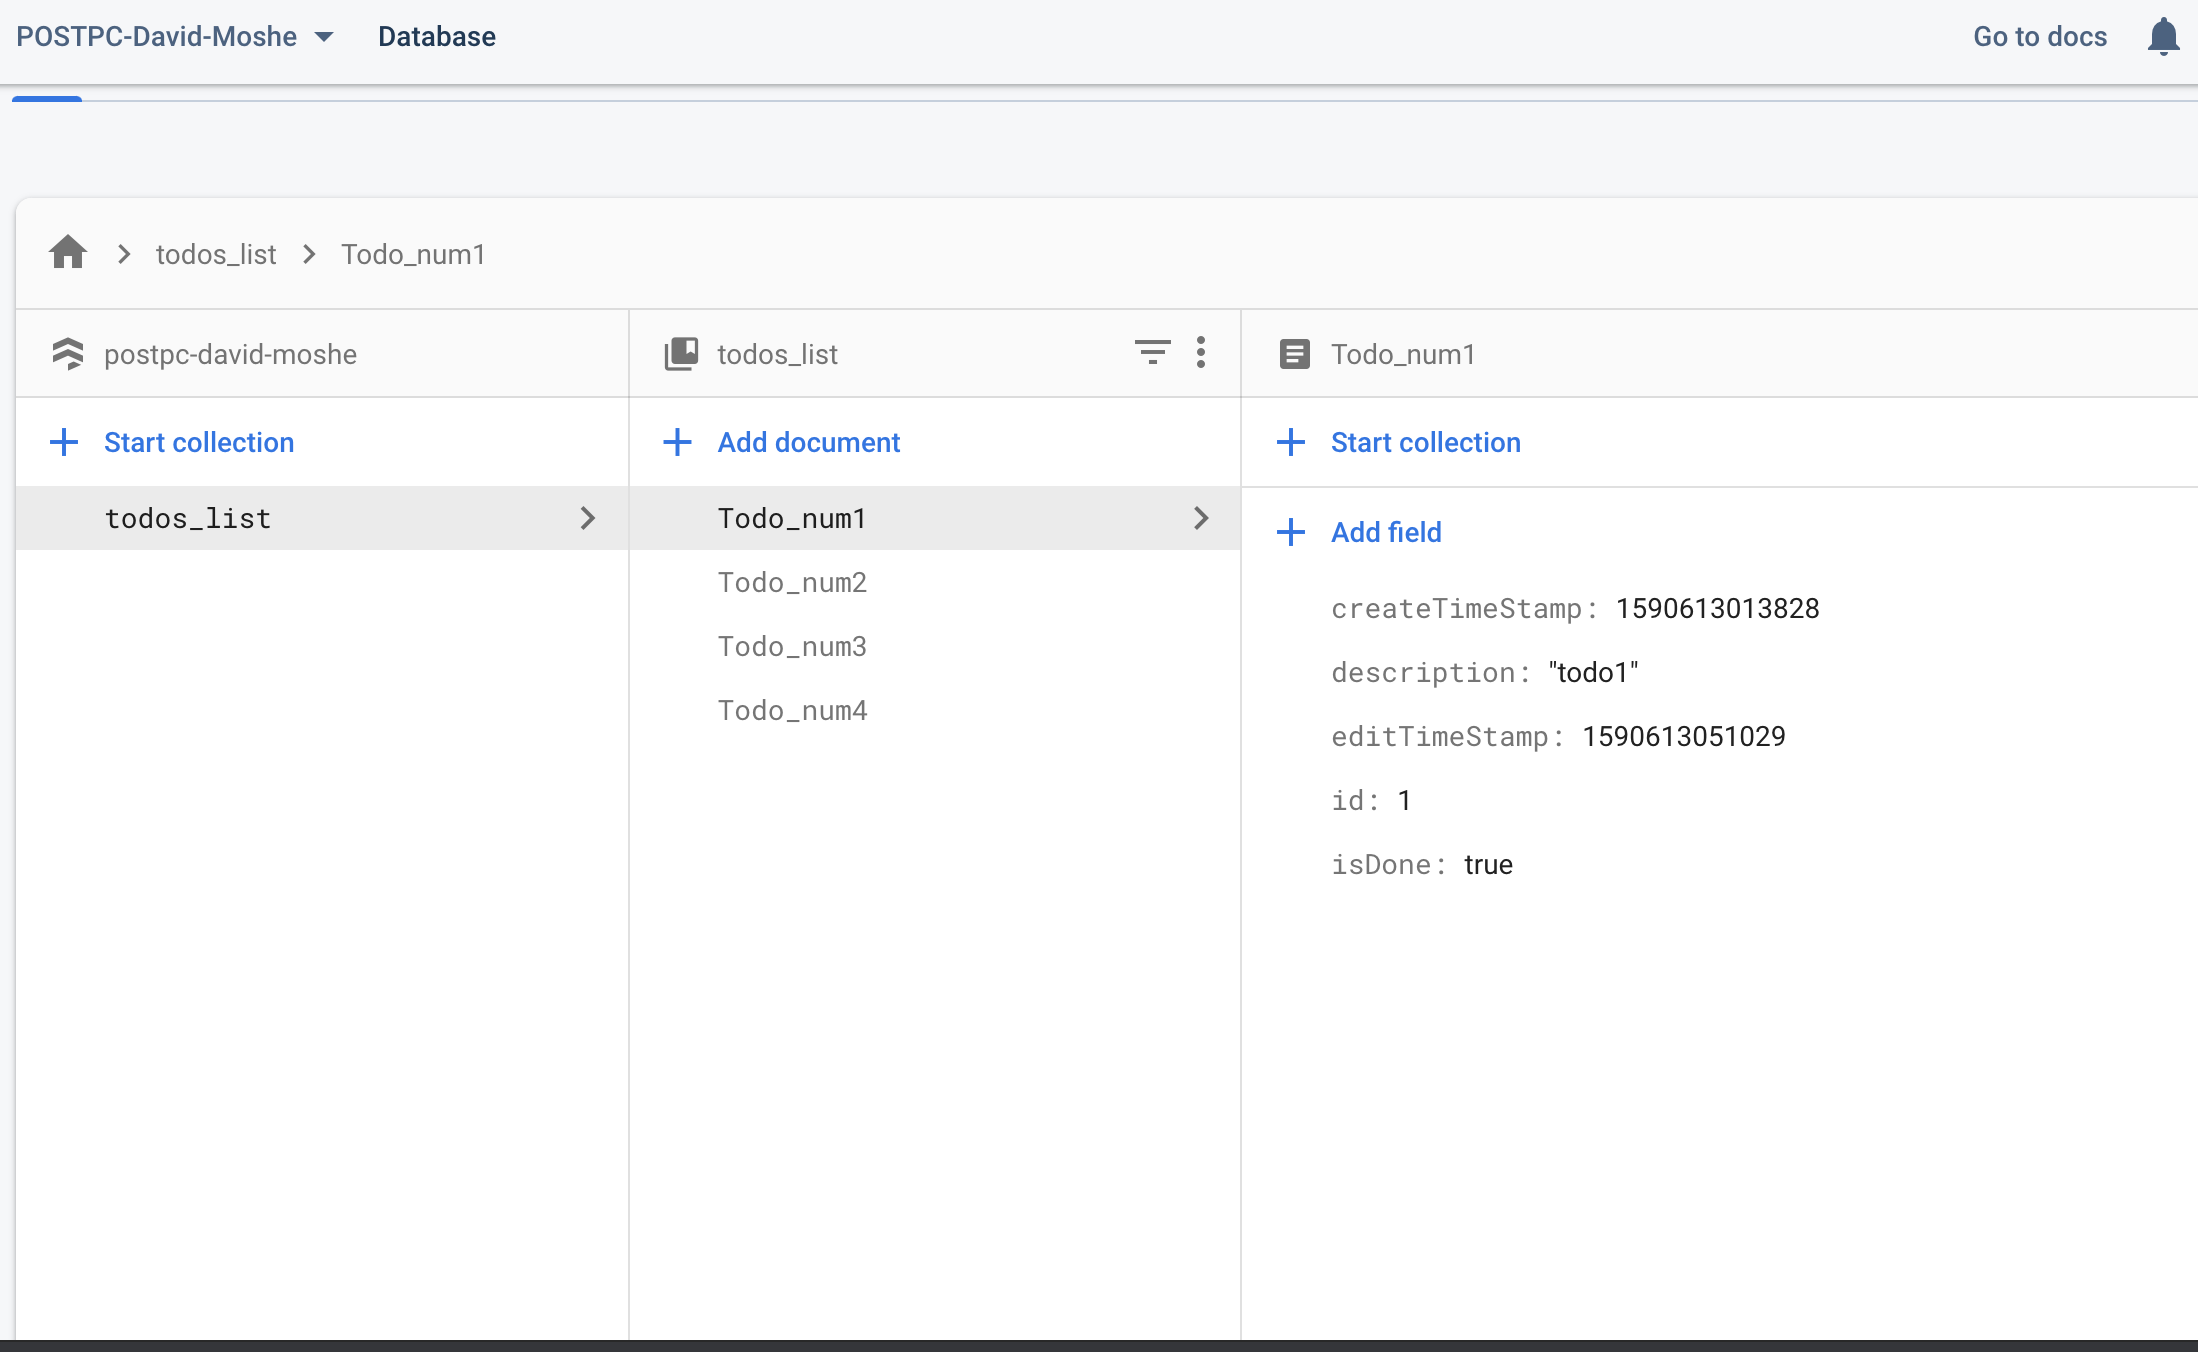 POSTPC-David-Moshe Database Go to docs
todos_list Todo_num1
postpc-david-moshe
Start collection
todos_list
todos_list
Add document
Todo_num1
Todo_num2
Todo_num3
Todo_num4
Todo_num1
Start collection
Add field
createTimeStamp: 1590613013828
description: "todo1"
editTimeStamp: 1590613051029
id: 1
isDone: true